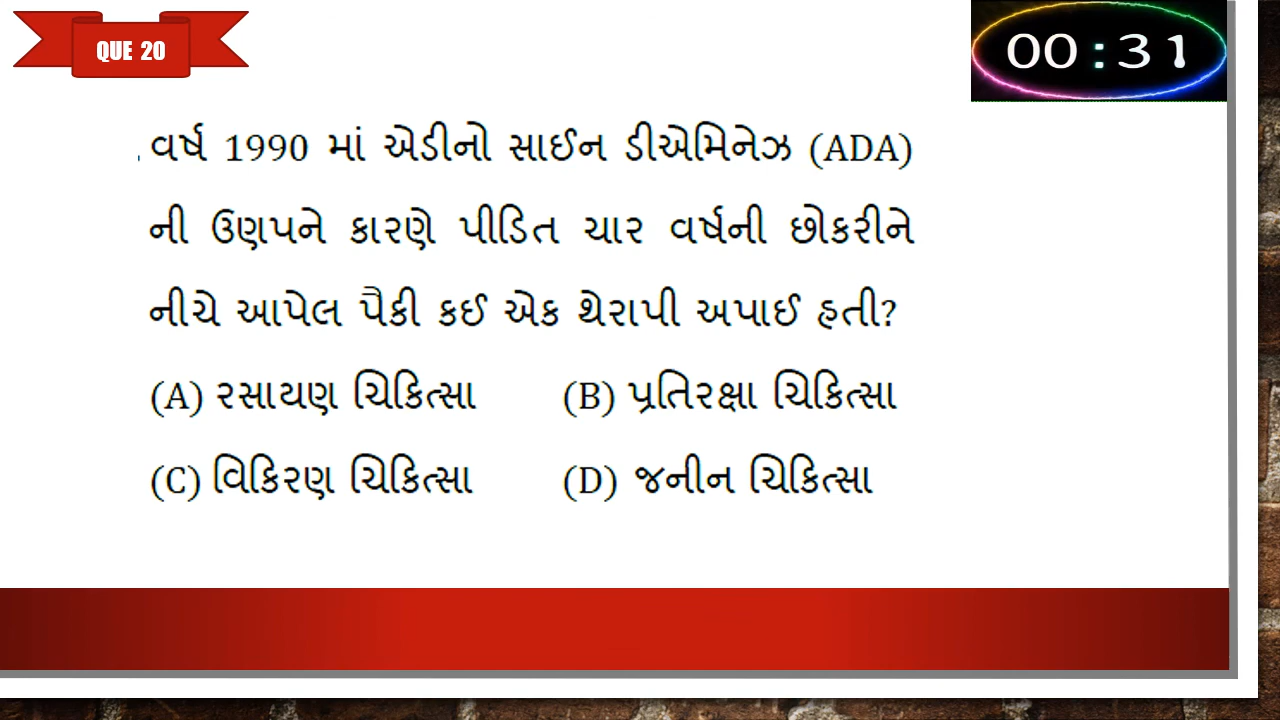 QUE 20
00:31
વર્ષ 1990 માં એડીનો સાઈન ડીએમિનેઝ (ADA)
ની ઉણપને કારણે પીડિત ચાર વર્ષની છોકરીને
નીચે આપેલ પૈકી કઈ એક થેરાપી અપાઈ હતી?
(A) રસાયણ ચિકિત્સા (B) પ્રતિરક્ષા ચિકિત્સા
(C) વિકિરણ ચિકિત્સા (D) જનીન ચિકિત્સા